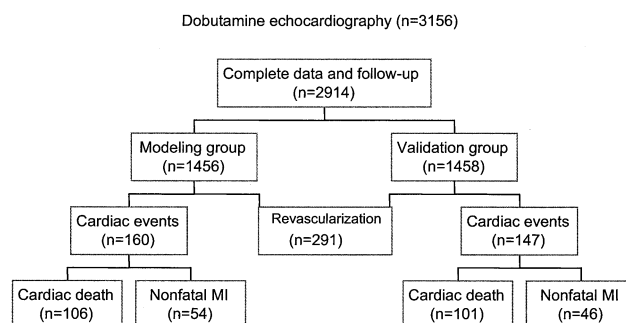 Dobutamine echocardiography (n=3156)
Complete data and follow-up
(n=2914)
Modeling group
(n=1456)
Validation group
(n=1458)
Cardiac events
(n=160)
Revascularization
(n=291)
Cardiac events
(n=147)
Cardiac death
(n=106)
Nonfatal MI
(n=54)
Cardiac death
(n=101)
Nonfatal MI
(n=46)